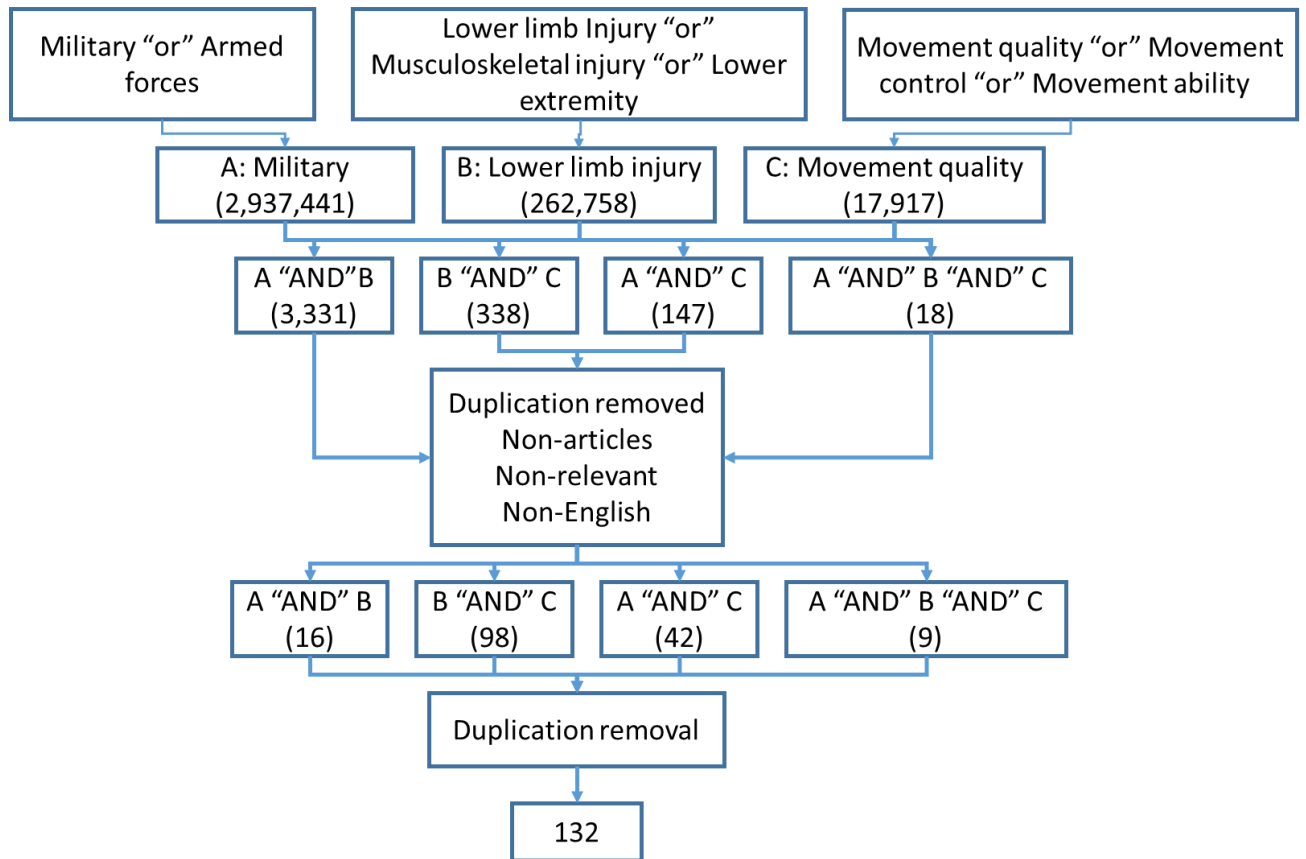 Military “or” Armed
forces
Lower limb Injury “or”
Musculoskeletal injury “or” Lower
extremity
Movement quality “or” Movement
control “or” Movement ability
A: Military
(2,937,441)
B: Lower limb injury
(262,758)
C: Movement quality
(17,917)
A “AND”B
(3,331)
B “AND” C
(338)
A “AND” C
(147)
A “AND” B “AND” C
(18)
Duplication removed
Non-articles
Non-relevant
Non-English
A “AND” B
(16)
B “AND” C
(98)
A “AND” C
(42)
A “AND” B “AND” C
(9)
Duplication removal
132